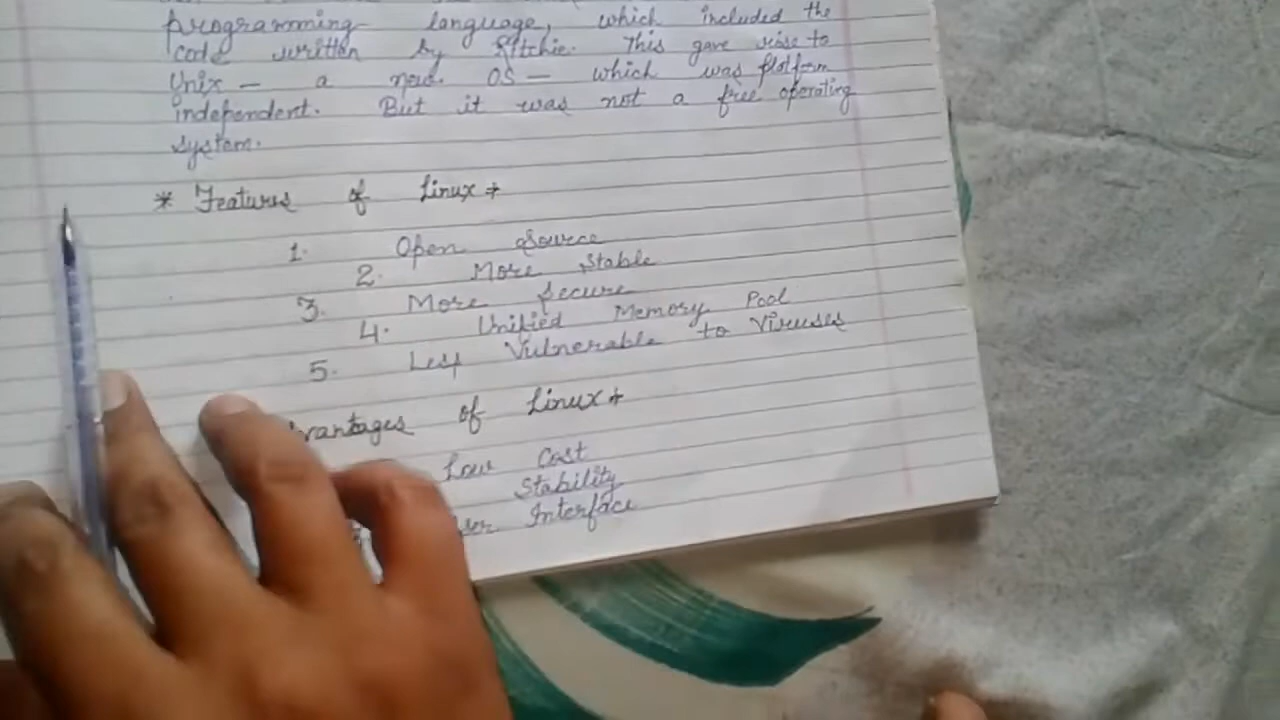 programming language, which included the
code written by Ritchie. This gave rise to
Unix - a new OS - which was platform
independent. But it was not a free operating
system.
* Features of Linux →
1. Open Source
2. More Stable
3. More Secure
4. Unified Memory Pool
5. Less Vulnerable to Viruses
of Linux →
Low Cost
Stability
Interface